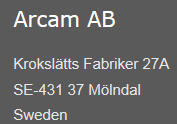 Arcam AB
Krokslätts Fabriker 27A
SE-431 37 Mölndal
Sweden